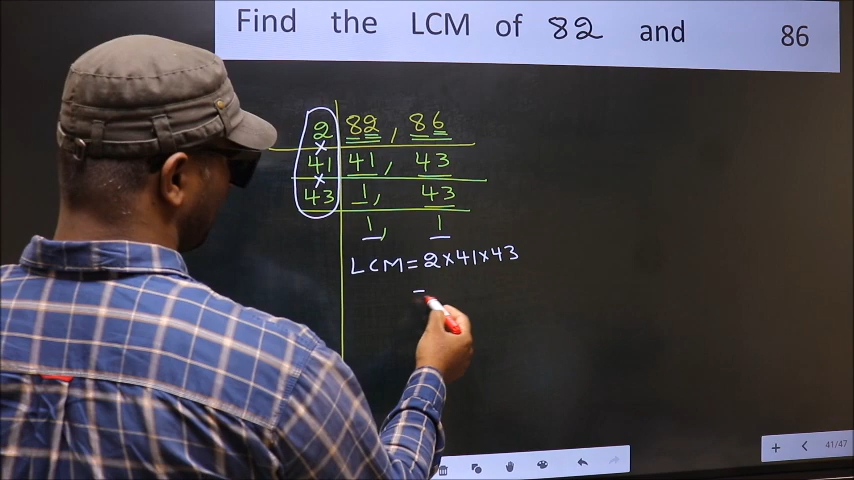 Find the LCM of 82 and 86
2 82, 86
×
41 41, 43
×
43 1, 43
1, 1
LCM = 2×41×43
41/47